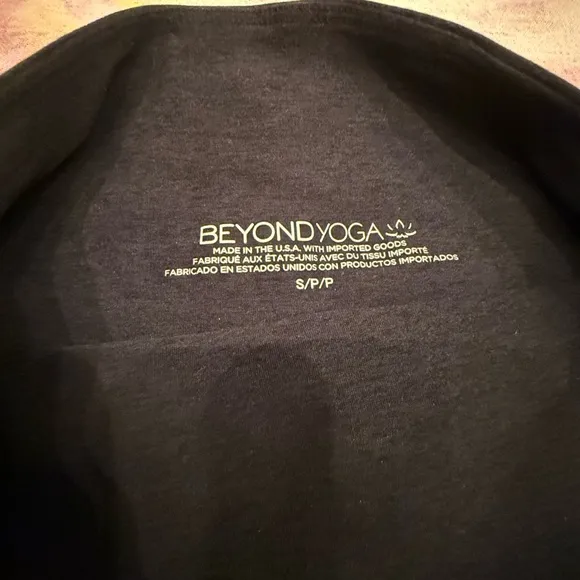 BEYONDYOGA
MADE IN THE U.S.A. WITH IMPORTED GOODS
FABRIQUÉ AUX ÉTATS-UNIS AVEC DU TISSU IMPORTÉ
FABRICADO EN ESTADOS UNIDOS CON PRODUCTOS IMPORTADOS
S/P/P